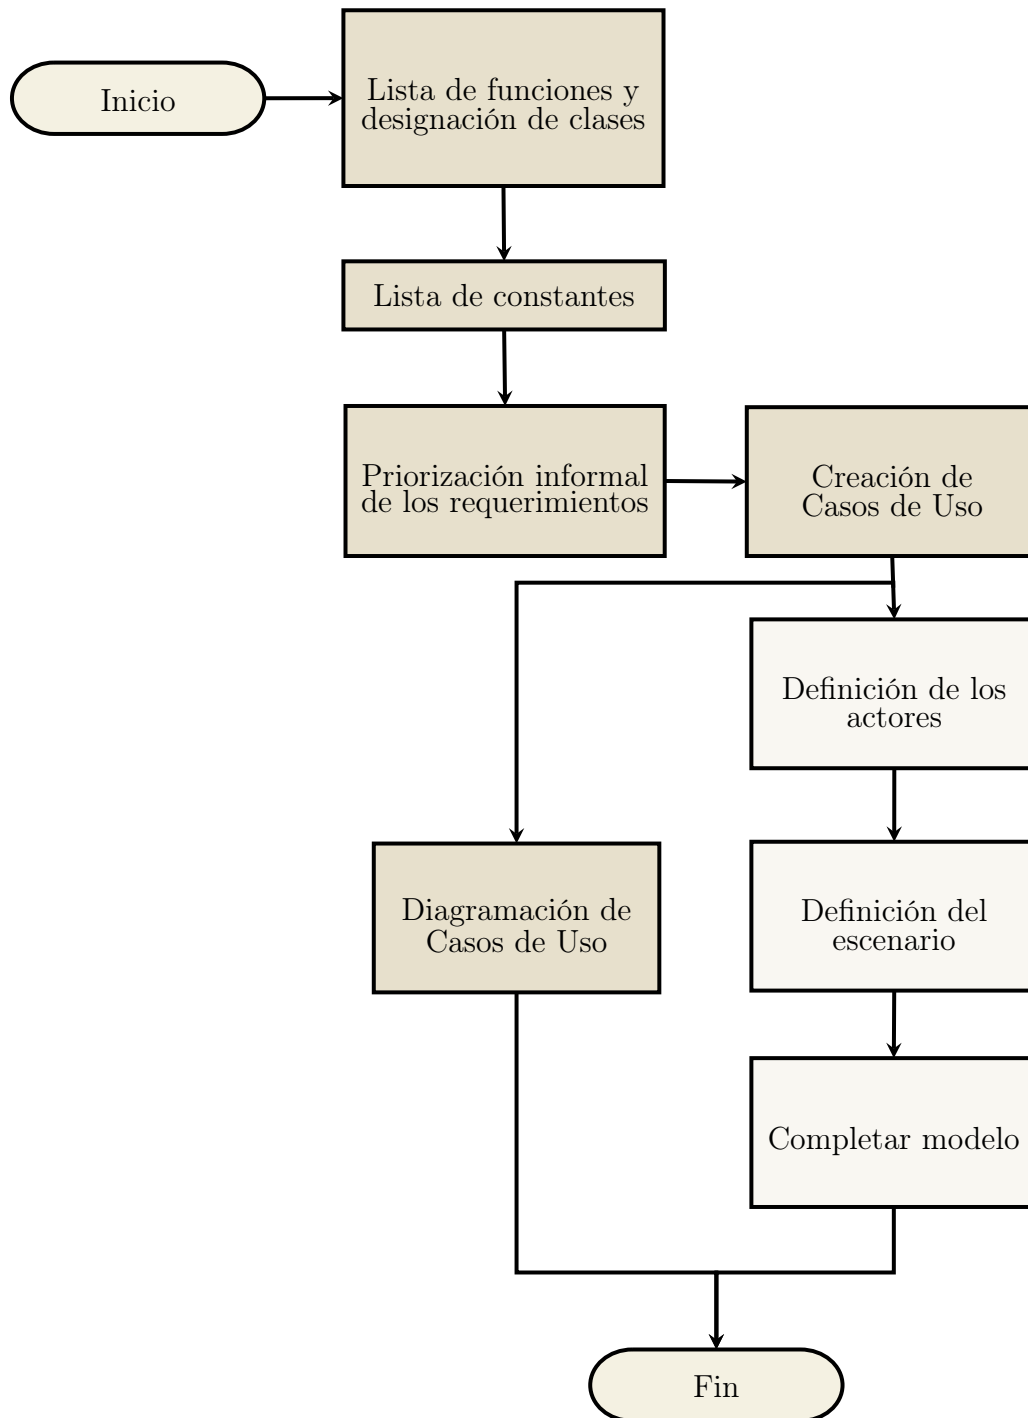 Inicio
Lista de funciones y
designación de clases
Lista de constantes
Priorización informal
de los requerimientos
Creación de
Casos de Uso
Definición de los
actores
Diagramación de
Casos de Uso
Definición del
escenario
Completar modelo
Fin